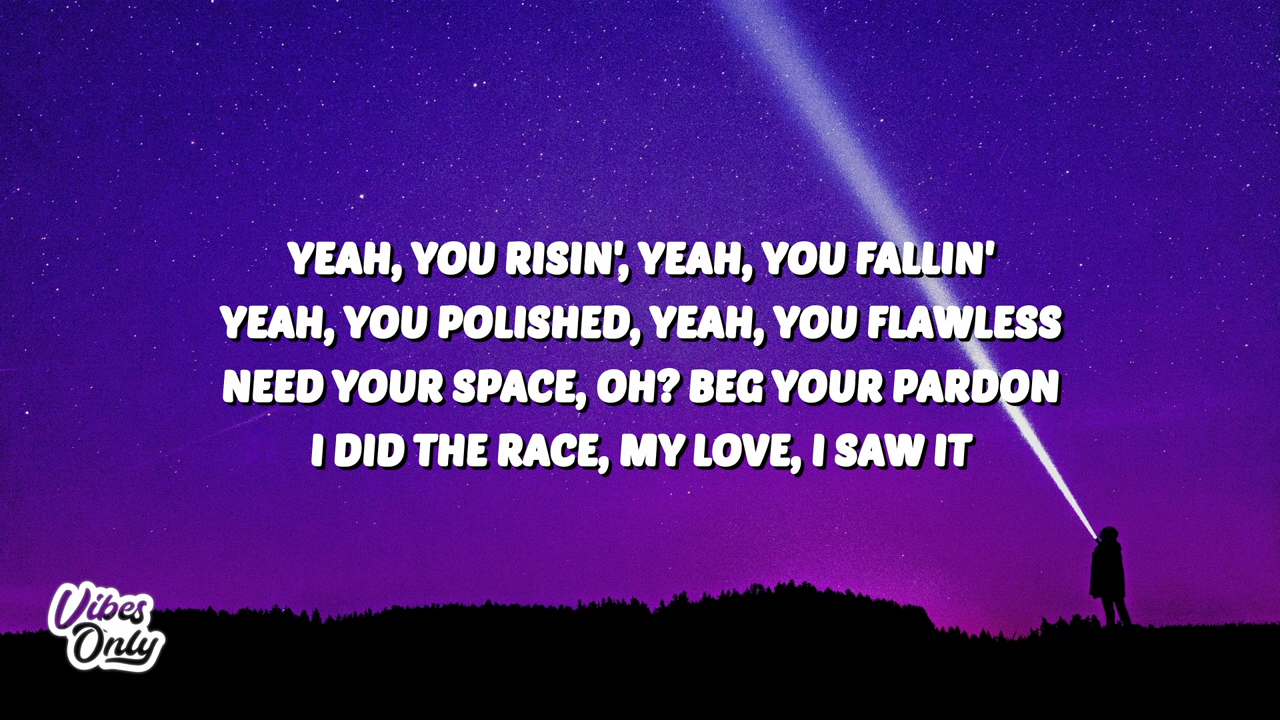 YEAH, YOU RISIN', YEAH, YOU FALLIN'
YEAH, YOU POLISHED, YEAH, YOU FLAWLESS
NEED YOUR SPACE, OH? BEG YOUR PARDON
I DID THE RACE, MY LOVE, I SAW IT
Vibes
Only